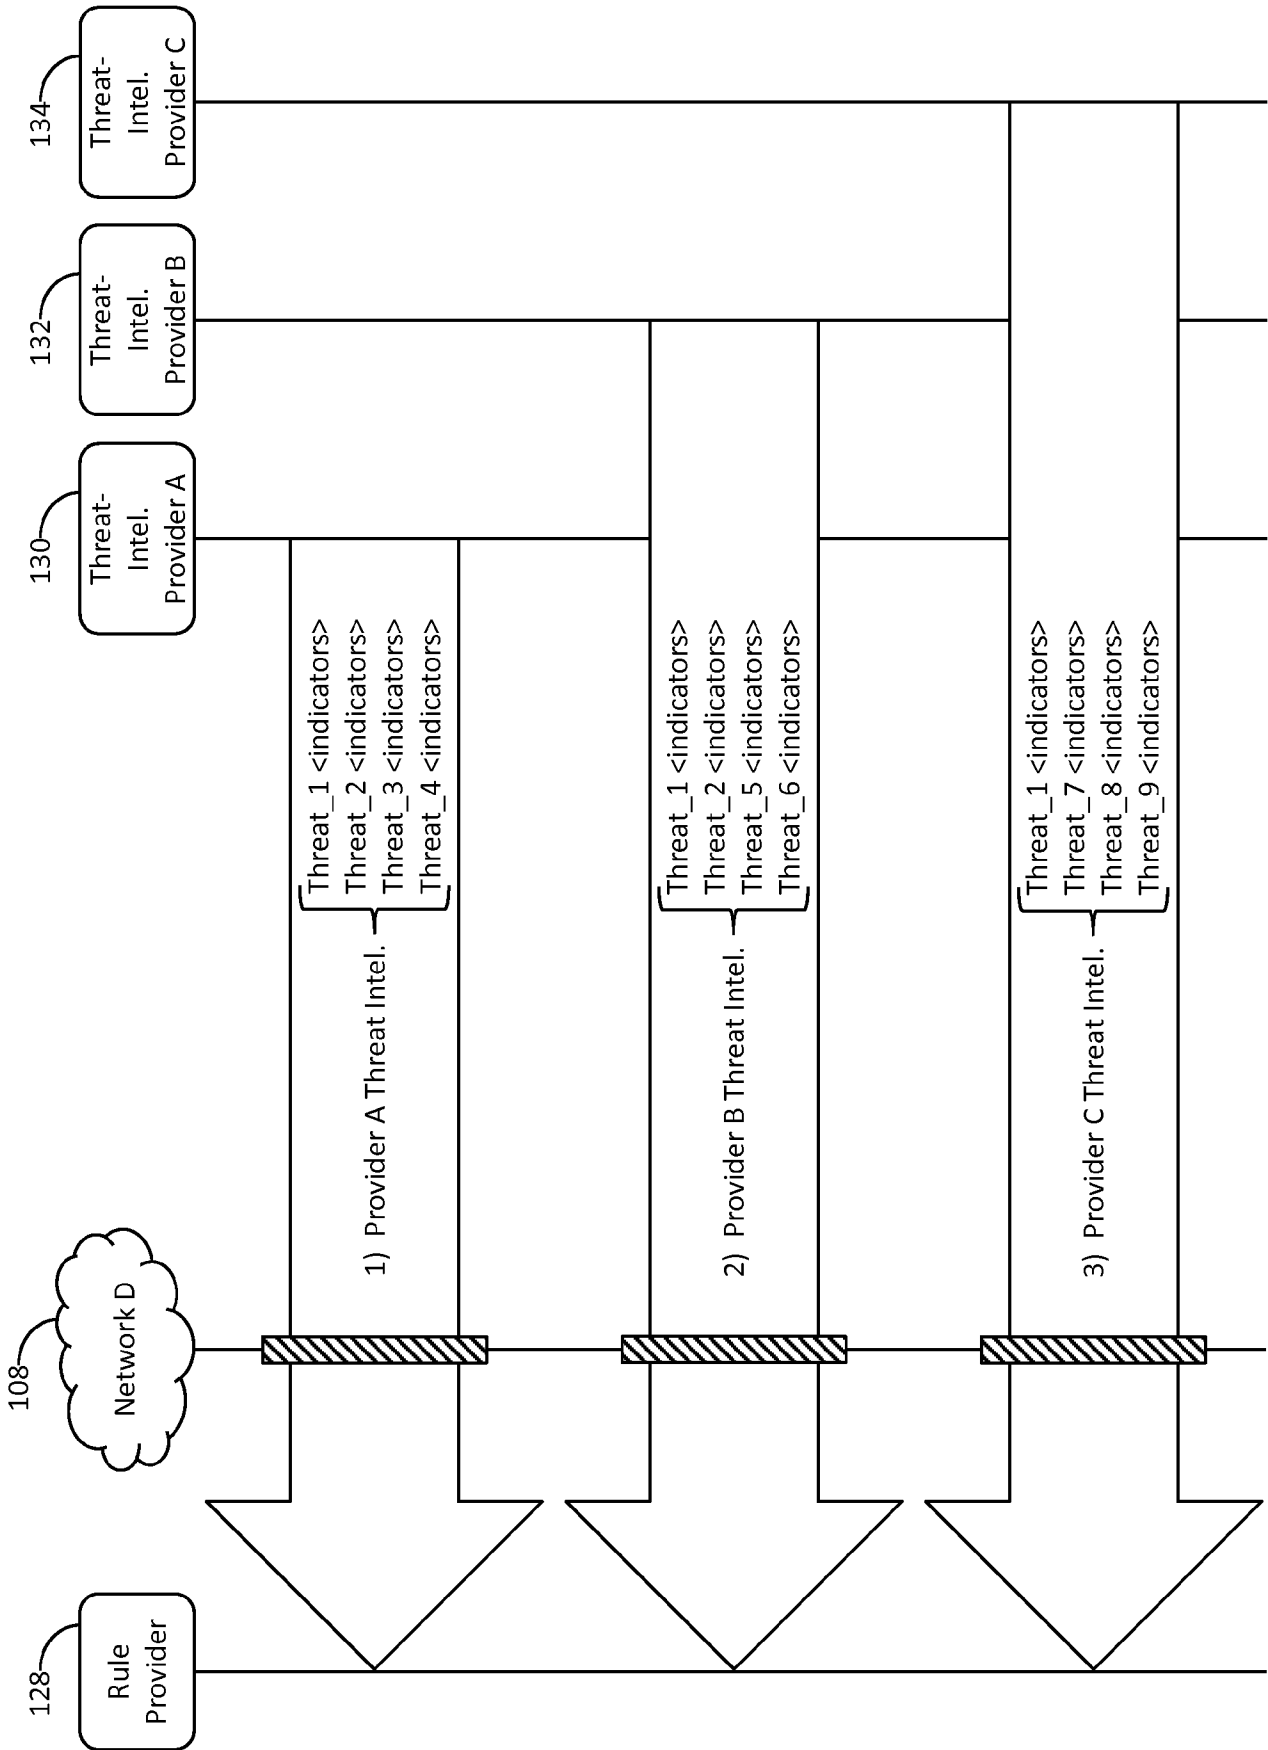 128
Rule
Provider
108
Network D
130
Threat-
Intel.
Provider A
132
Threat-
Intel.
Provider B
134
Threat-
Intel.
Provider C
1) Provider A Threat Intel.
Threat_1 <indicators>
Threat_2 <indicators>
Threat_3 <indicators>
Threat_4 <indicators>
2) Provider B Threat Intel.
Threat_1 <indicators>
Threat_2 <indicators>
Threat_5 <indicators>
Threat_6 <indicators>
3) Provider C Threat Intel.
Threat_1 <indicators>
Threat_7 <indicators>
Threat_8 <indicators>
Threat_9 <indicators>